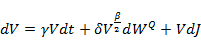 dV = γVdt + δV^{β/2}dW^Q + VdJ